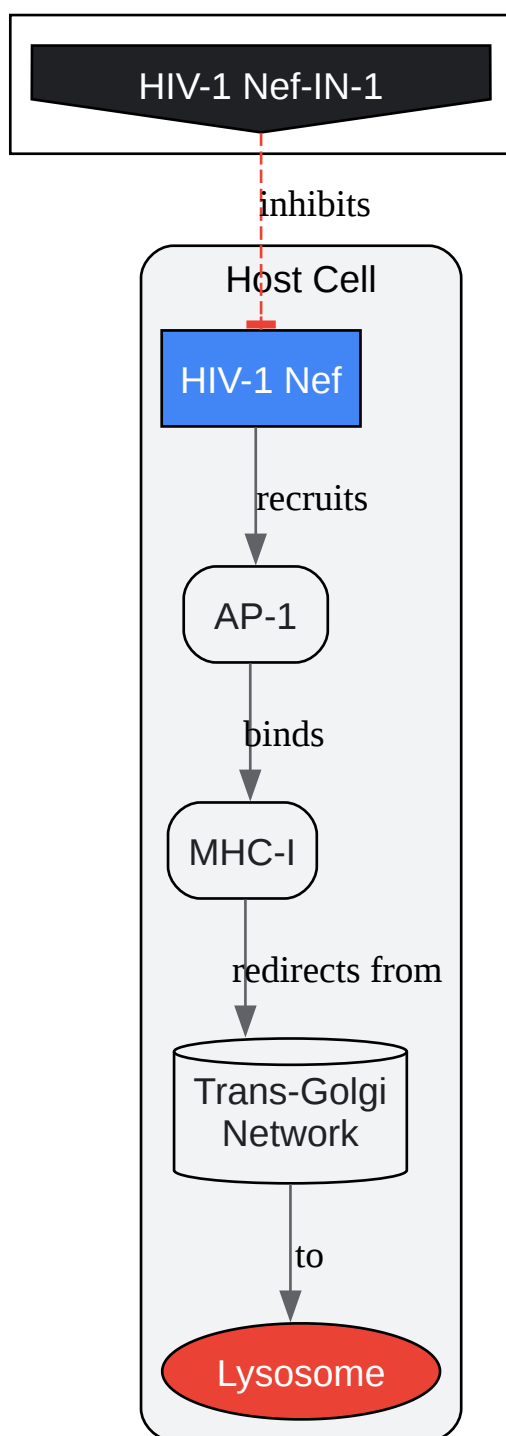 HIV-1 Nef-IN-1
inhibits
Host Cell
HIV-1 Nef
recruits
AP-1
binds
MHC-I
redirects from
Trans-Golgi
Network
to
Lysosome